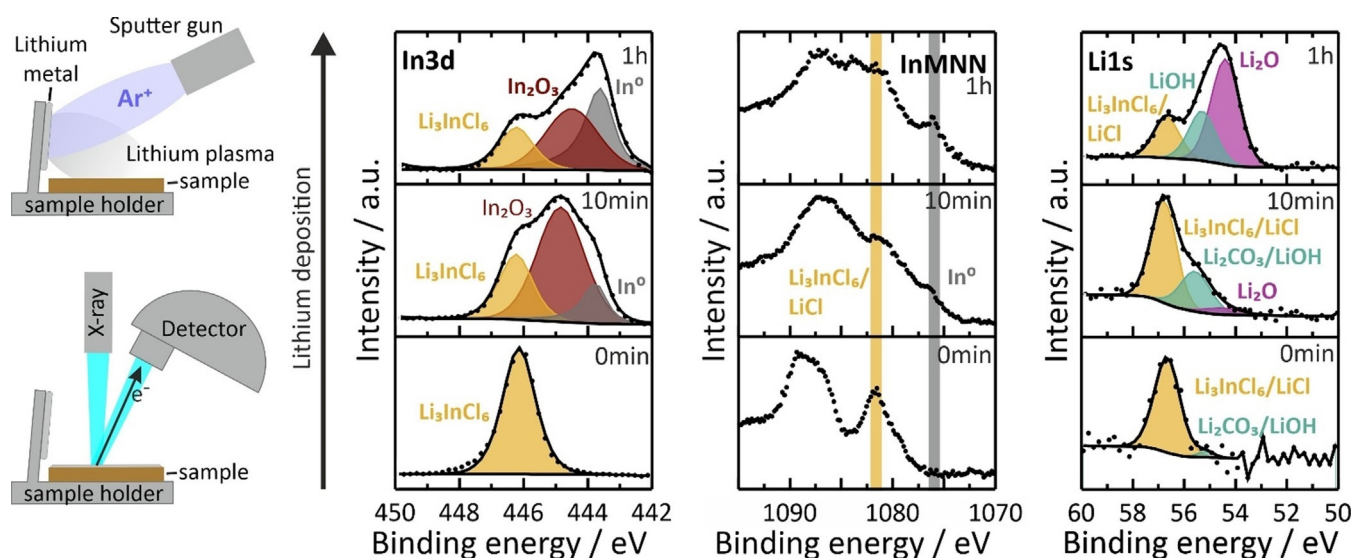 Sputter gun
Lithium
metal
Ar⁺
Lithium plasma
sample
sample holder
X-ray
Detector
e⁻
sample
sample holder
Lithium deposition
In3d
1h
In₂O₃
In⁰
Li₃InCl₆
In₂O₃
10min
Li₃InCl₆
In⁰
0min
Li₃InCl₆
Intensity / a.u.
450 448 446 444 442
Binding energy / eV
InMNN
1h
10min
Li₃InCl₆/
LiCl
In⁰
0min
Intensity / a.u.
1090 1080 1070
Binding energy / eV
Li1s
1h
Li₂O
LiOH
Li₃InCl₆/
LiCl
10min
Li₃InCl₆/LiCl
Li₂CO₃/LiOH
Li₂O
0min
Li₃InCl₆/LiCl
Li₂CO₃/LiOH
Intensity / a.u.
60 58 56 54 52 50
Binding energy / eV